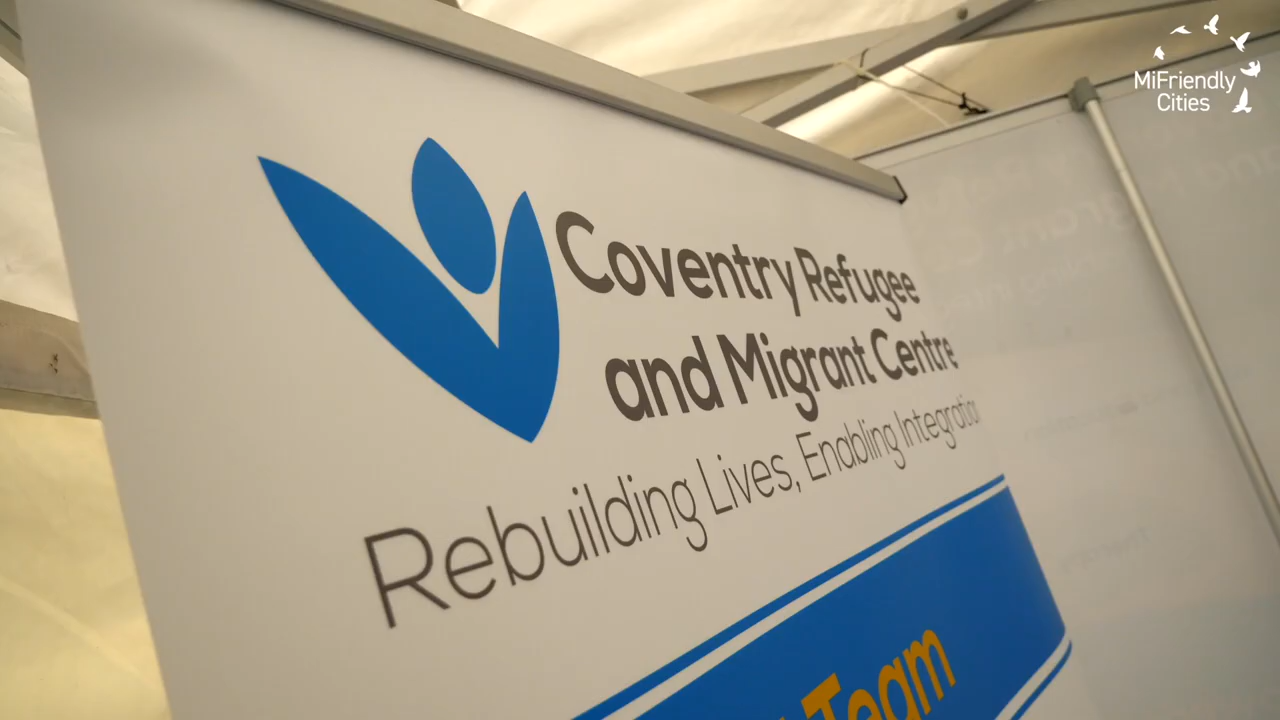 MiFriendly
Cities
Coventry Refugee
and Migrant Centre
Rebuilding Lives, Enabling Integration
Team